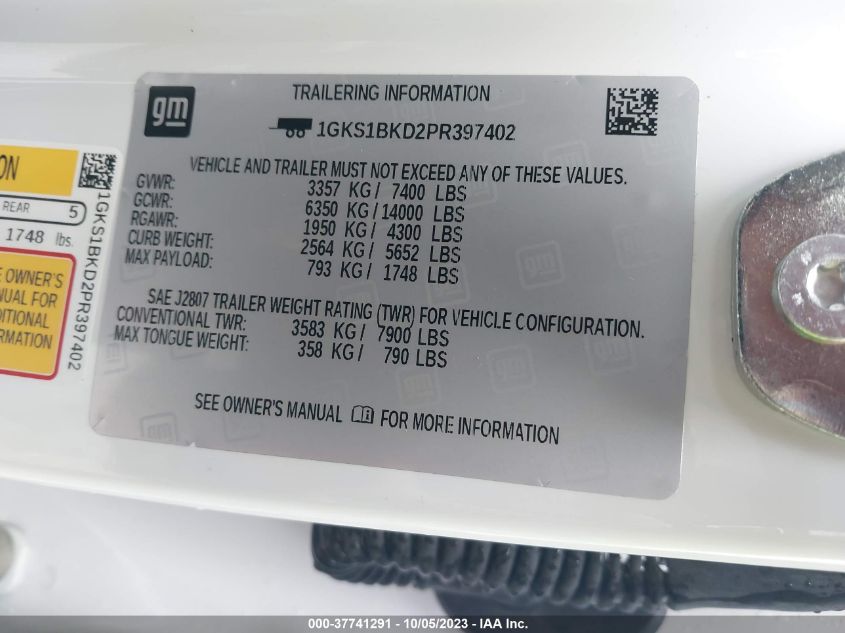 gm
TRAILERING INFORMATION
1GKS1BKD2PR397402
VEHICLE AND TRAILER MUST NOT EXCEED ANY OF THESE VALUES.
GVWR: 3357 KG / 7400 LBS
GCWR: 6350 KG / 14000 LBS
RGAWR: 1950 KG / 4300 LBS
CURB WEIGHT: 2564 KG / 5652 LBS
MAX PAYLOAD: 793 KG / 1748 LBS
SAE J2807 TRAILER WEIGHT RATING (TWR) FOR VEHICLE CONFIGURATION.
CONVENTIONAL TWR: 3583 KG / 7900 LBS
MAX TONGUE WEIGHT: 358 KG / 790 LBS
SEE OWNER'S MANUAL FOR MORE INFORMATION
ON
REAR 5
1748 lbs.
E OWNER'S
NUAL FOR
DITIONAL
ORMATION
1GKS1BKD2PR397402
000-37741291 - 10/05/2023 - IAA Inc.